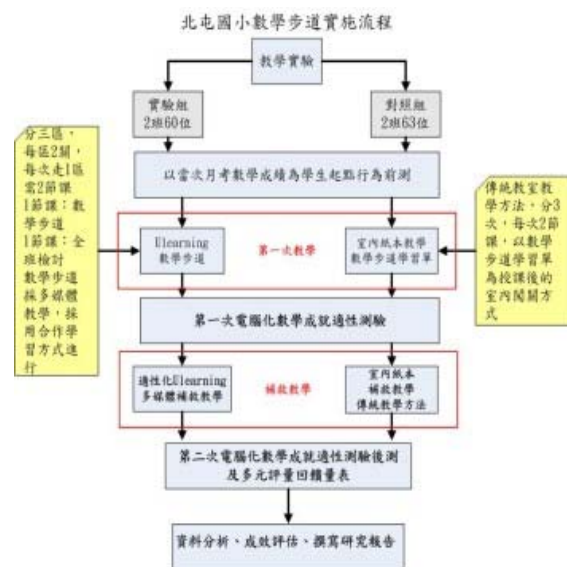 北屯國小數學步道實施流程
教學實驗
實驗組
2班60位
對照組
2班63位
分三區，
每區2關，
每次走1區
需2節課
1節課：數
學步道
1節課：全
班檢討
數學步道
採多媒體
教學，採
用合作學
習方式進
行
以當次月考數學成績為學生起點行為前測
傳統教室教
學方法，分3
次，每次2節
課，以數學
步道學習單
為授課後的
室內闖關方
式
Elearning
數學步道
第一次教學
室內紙本教學
數學步道學習單
第一次電腦化數學成就適性測驗
適性化Elearning
多媒體補救教學
補救教學
室內紙本
補救教學
傳統教學方法
第二次電腦化數學成就適性測驗後測
及多元評量回饋量表
資料分析、成效評估、撰寫研究報告